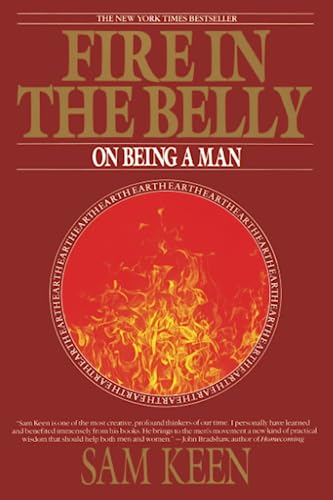 THE NEW YORK TIMES BESTSELLER
FIRE IN
THE BELLY
ON BEING A MAN
HEARTHEARTHEARTHEARTHEARTHEARTHEARTHEARTHEARTHEARTHEARTHEARTHEARTHEARTH
"Sam Keen is one of the most creative, profound thinkers of our time. I personally have learned
and benefited immensely from his books. He brings to the men's movement a new kind of practical
wisdom that should help both men and women." — John Bradshaw, author of Homecoming
SAM KEEN